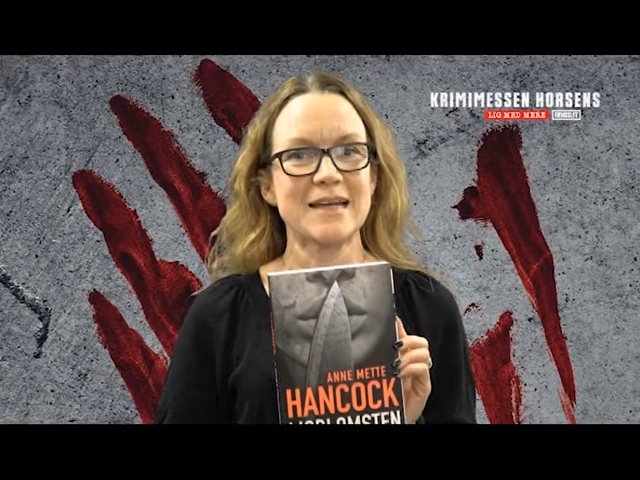 KRIMIMESSEN HORSENS
LIG MED MERE
ANNE METTE
HANCOCK